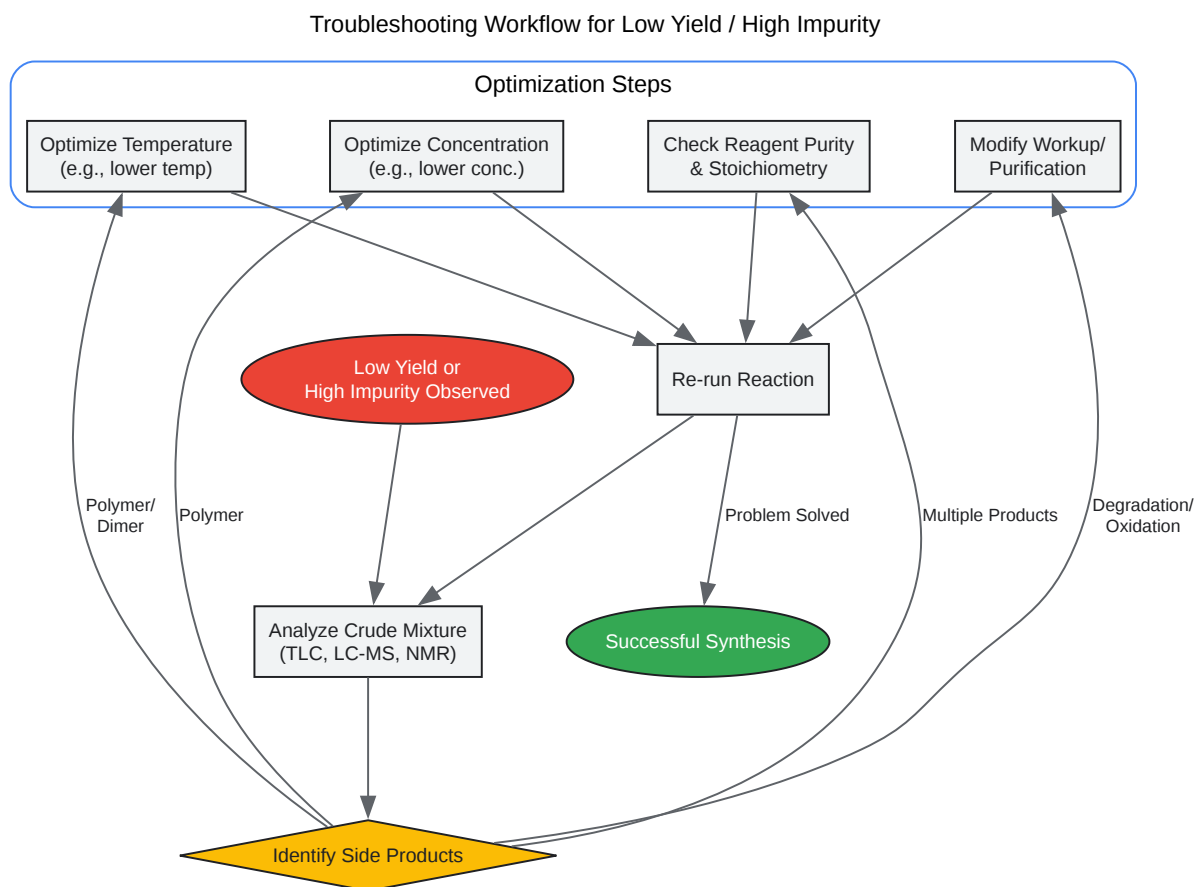 Troubleshooting Workflow for Low Yield / High Impurity
Optimization Steps
Optimize Temperature
(e.g., lower temp)
Optimize Concentration
(e.g., lower conc.)
Check Reagent Purity
& Stoichiometry
Modify Workup/
Purification
Low Yield or
High Impurity Observed
Re-run Reaction
Polymer/
Dimer
Polymer
Problem Solved
Multiple Products
Degradation/
Oxidation
Analyze Crude Mixture
(TLC, LC-MS, NMR)
Successful Synthesis
Identify Side Products